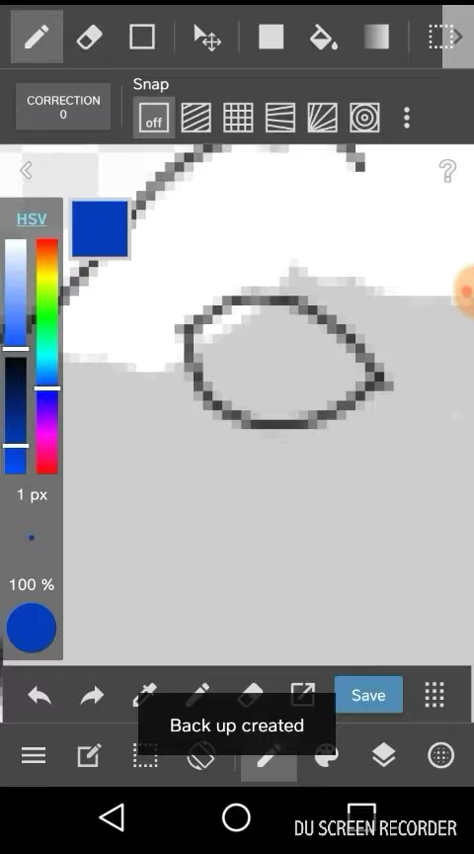 Snap
CORRECTION
0
off
?
HSV
1 px
100 %
Save
Back up created
DU SCREEN RECORDER